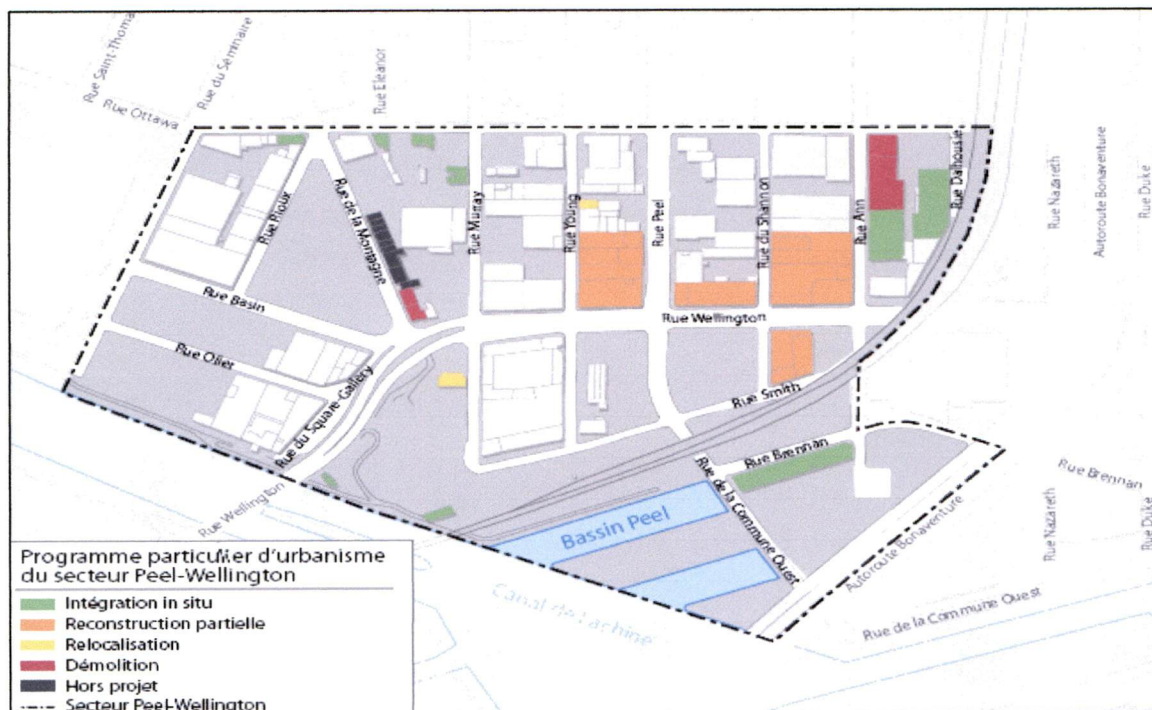 Rue Saint-Thoma
Rue du Seminaire
Rue Ottawa
Rue Eleanor
Rue Rioux
Rue de la Montagne
Rue Murray
Rue Young
Rue Peel
Rue du Shannon
Rue Ann
Rue Dalhousie
Rue Nazareth
Autoroute Bonaventure
Rue Duke
Rue Basin
Rue Wellington
Rue Olier
Rue du Square-Gallery
Rue Smith
Rue Brennan
Rue de la Commune Ouest
Rue Brennan
Rue Wellington
Bassin Peel
Autoroute Bonaventure
Rue Nazareth
Rue Duke
Canal de Lachine
Rue de la Commune Ouest
Programme particulier d'urbanisme
du secteur Peel-Wellington
Intégration in situ
Reconstruction partielle
Relocalisation
Démolition
Hors projet
Secteur Peel-Wellington